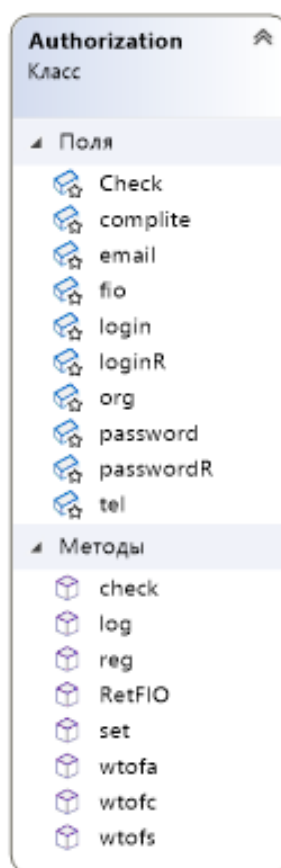 Authorization
Класс
Поля
Check
complite
email
fio
login
loginR
org
password
passwordR
tel
Методы
check
log
reg
RetFIO
set
wtofa
wtofc
wtofs